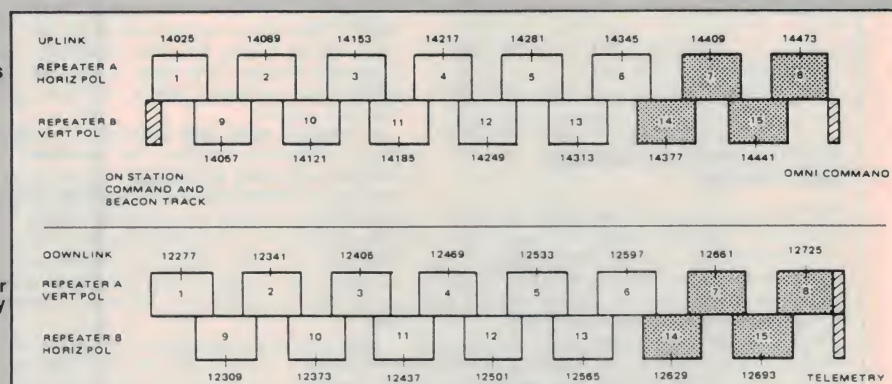 UPLINK 14025 14089 14153 14217 14281 14345 14409 14473
REPEATER A
HORIZ POL
1 2 3 4 5 6 7 8
REPEATER B
VERT POL
9 10 11 12 13 14 15
14057 14121 14185 14249 14313 14377 14441
ON STATION
COMMAND AND
BEACON TRACK
OMNI COMMAND
DOWNLINK 12277 12341 12405 12469 12533 12597 12661 12725
REPEATER A
VERT POL
1 2 3 4 5 6 7 8
REPEATER B
HORIZ POL
9 10 11 12 13 14 15
12309 12373 12437 12501 12565 12629 12693 TELEMETRY